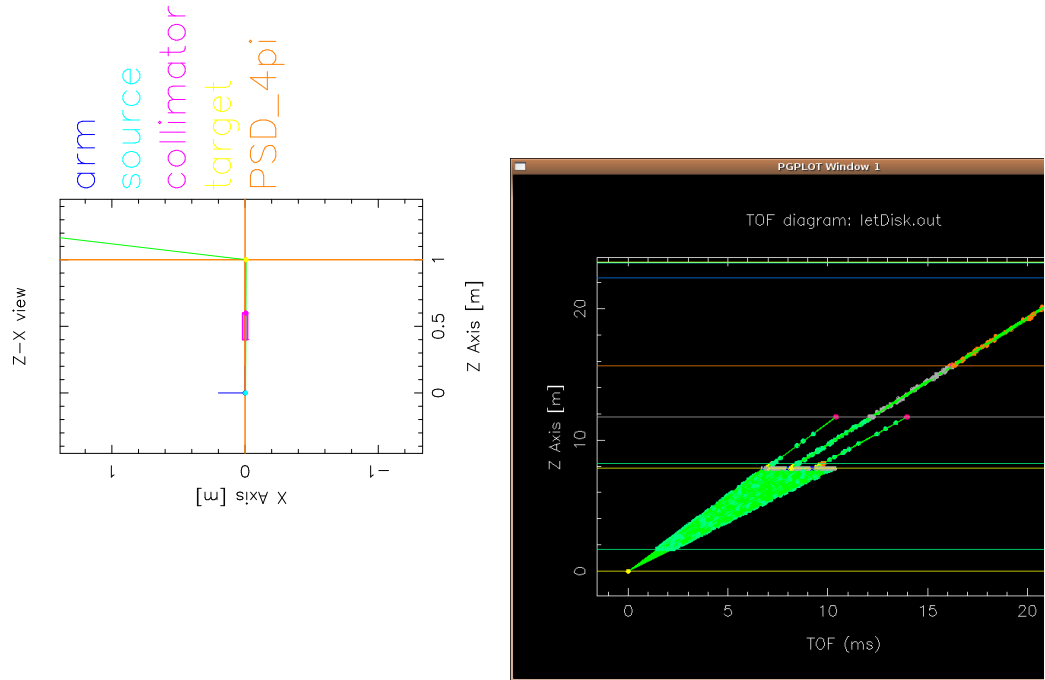 arm
source
collimator
target
PSD_4pi
Z-X view
1
0.5
0
Z Axis [m]
1
0
-1
X Axis [m]
PGPLOT Window 1
TOF diagram: letDisk.out
20
10
0
Z Axis [m]
0
5
10
15
20
TOF (ms)